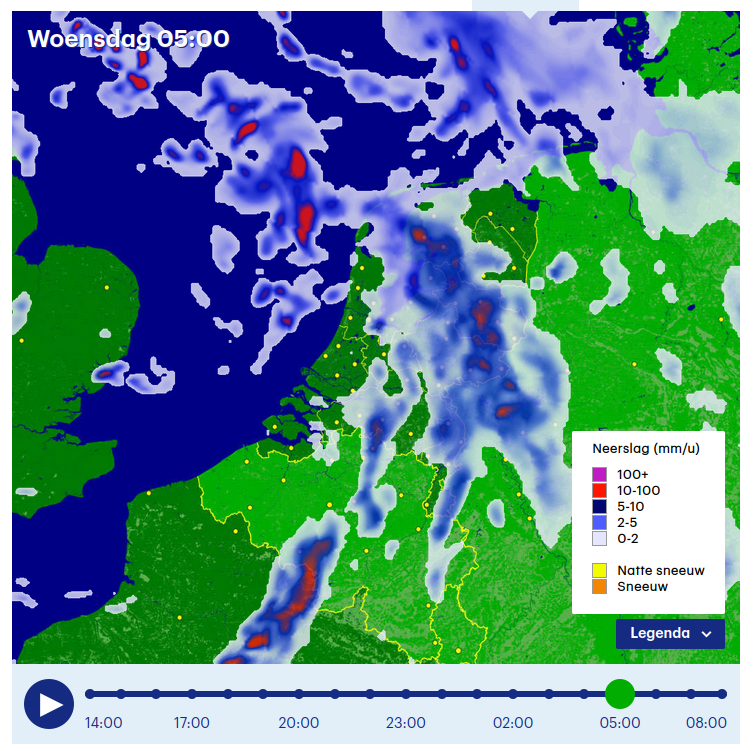 Woensdag 05:00
Neerslag (mm/u)
100+
10-100
5-10
2-5
0-2
Natte sneeuw
Sneeuw
Legenda
14:00 17:00 20:00 23:00 02:00 05:00 08:00